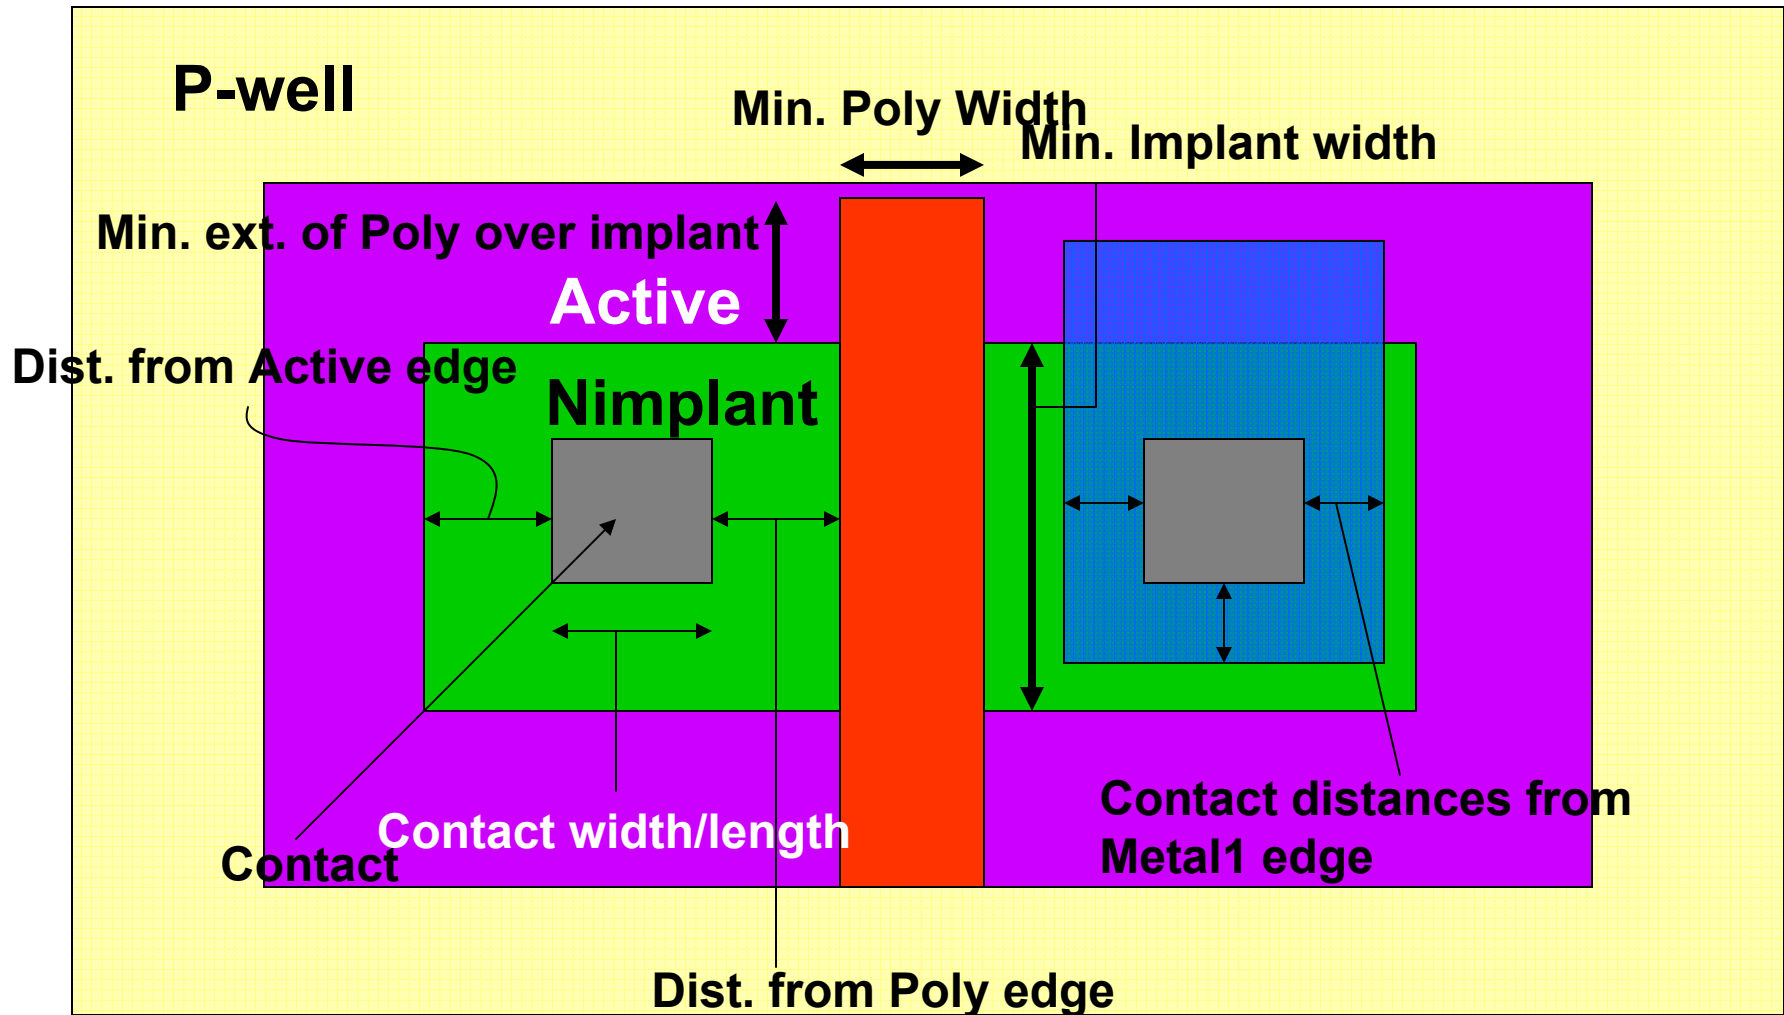 P-well
Min. Poly Width
Min. Implant width
Min. ext. of Poly over implant
Active
Dist. from Active edge
Nimplant
Contact distances from
Metal1 edge
Contact width/length
Contact
Dist. from Poly edge